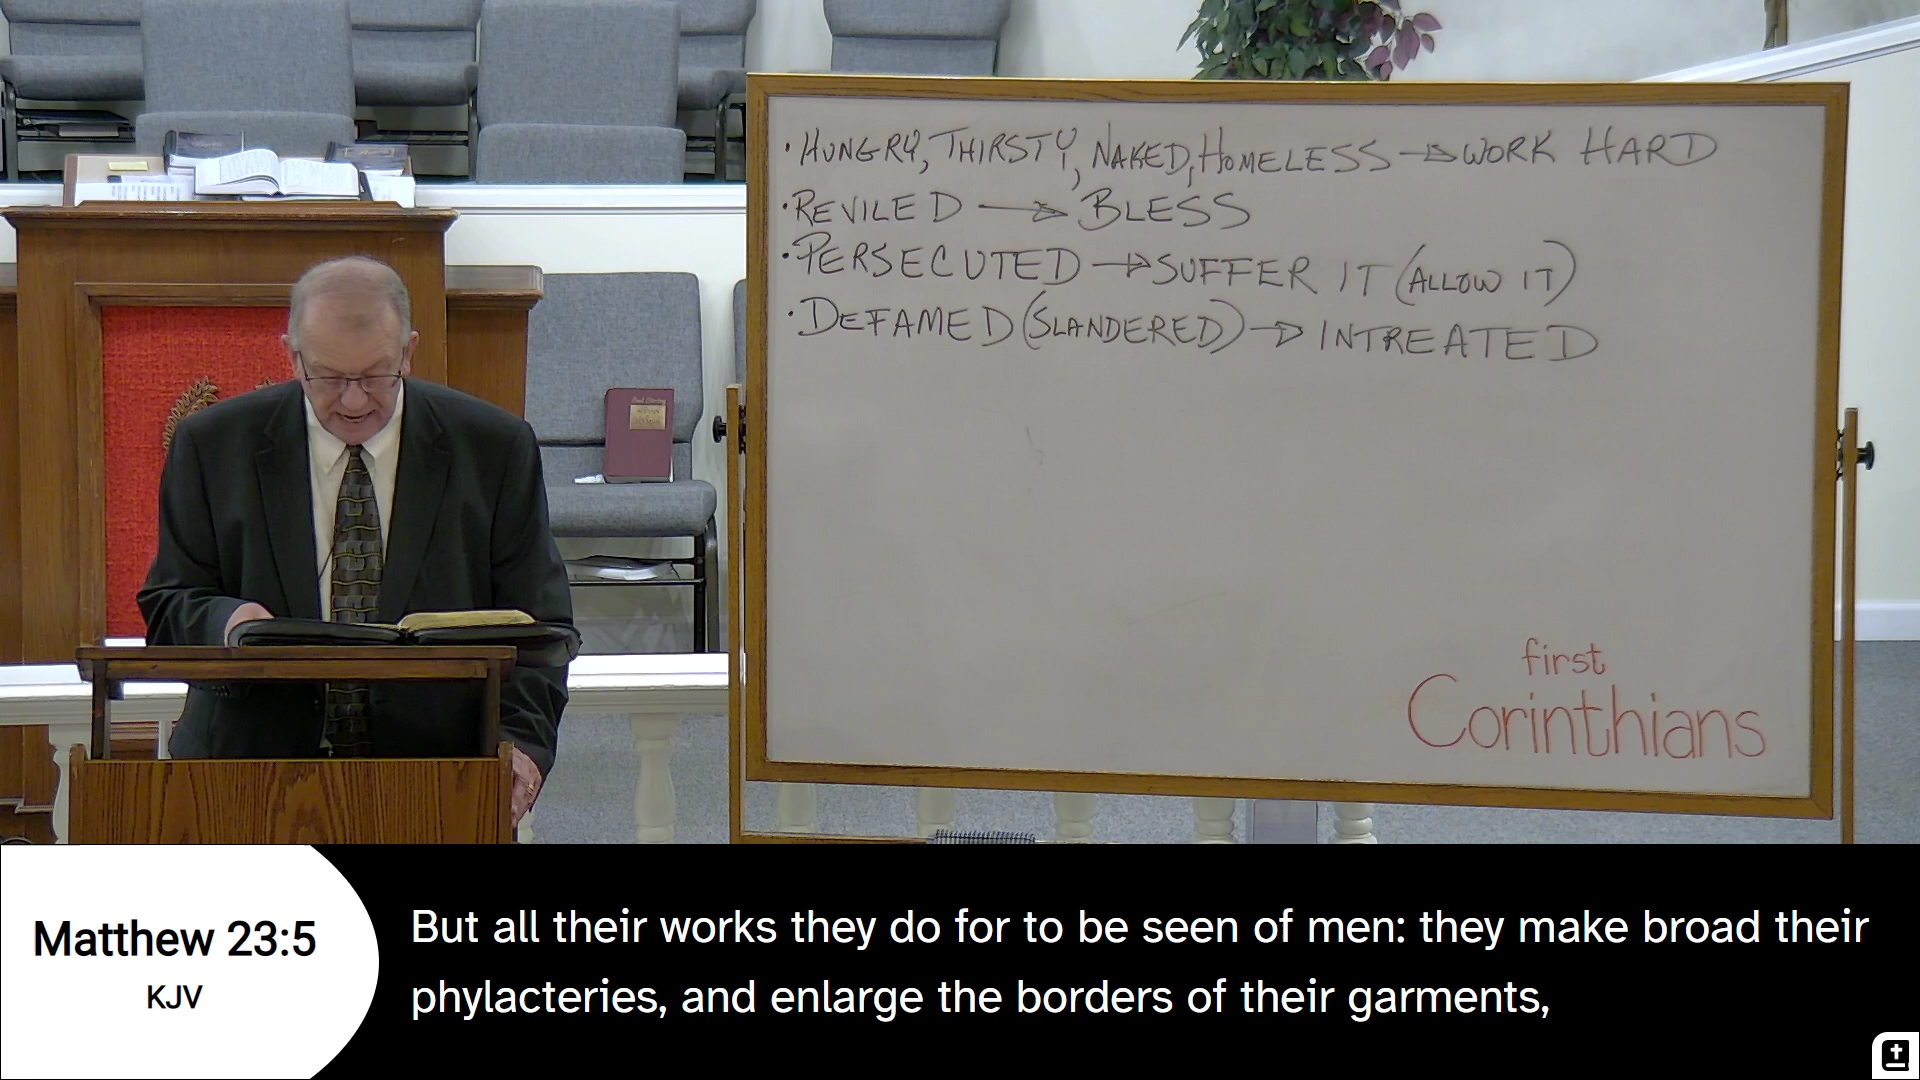 · HUNGRY, THIRSTY, NAKED, HOMELESS → WORK HARD
· REVILED → BLESS
· PERSECUTED → SUFFER IT (ALLOW IT)
· DEFAMED (SLANDERED) → INTREATED
first
Corinthians
Matthew 23:5
KJV
But all their works they do for to be seen of men: they make broad their
phylacteries, and enlarge the borders of their garments,